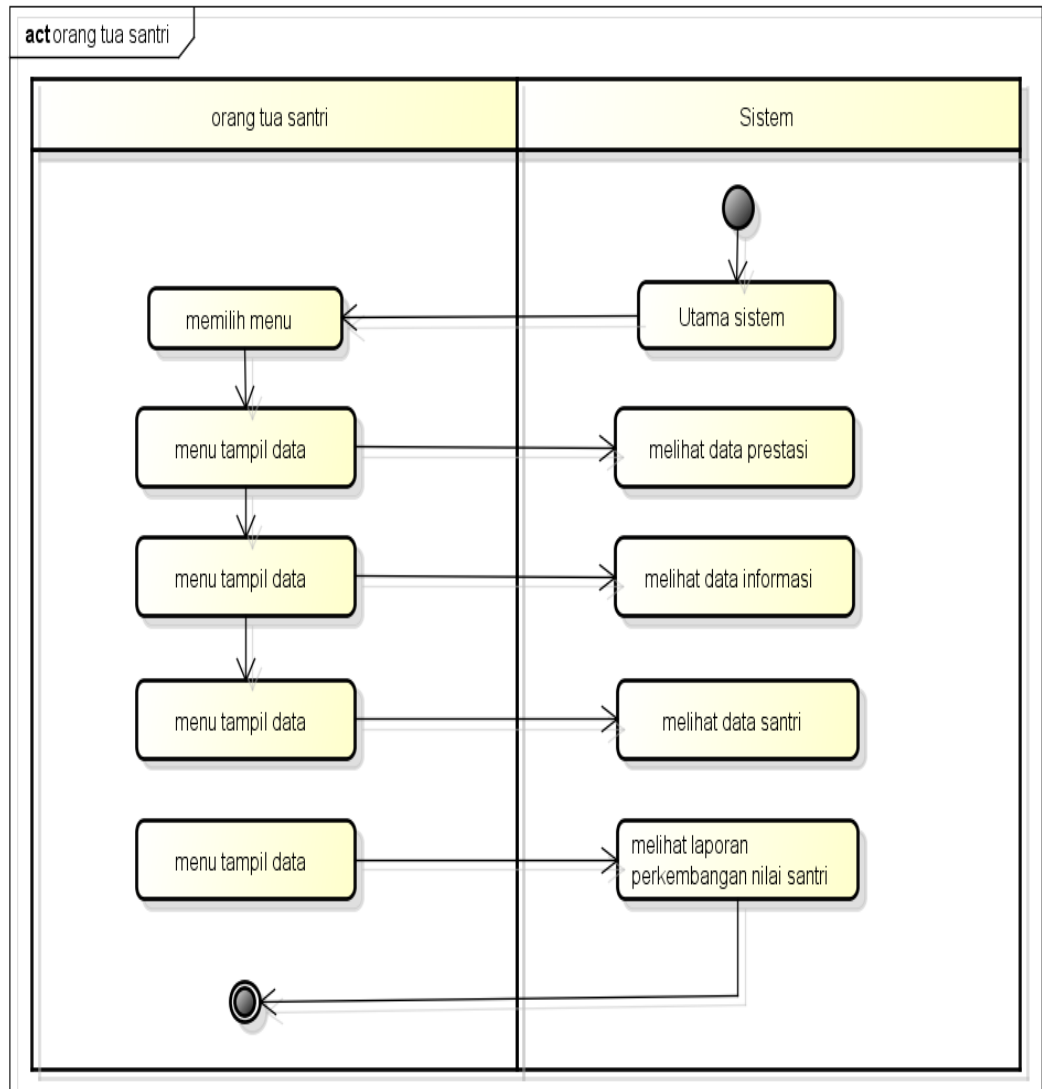 act orang tua santri
orang tua santri
Sistem
Utama sistem
memilih menu
menu tampil data
melihat data prestasi
menu tampil data
melihat data informasi
menu tampil data
melihat data santri
menu tampil data
melihat laporan
perkembangan nilai santri